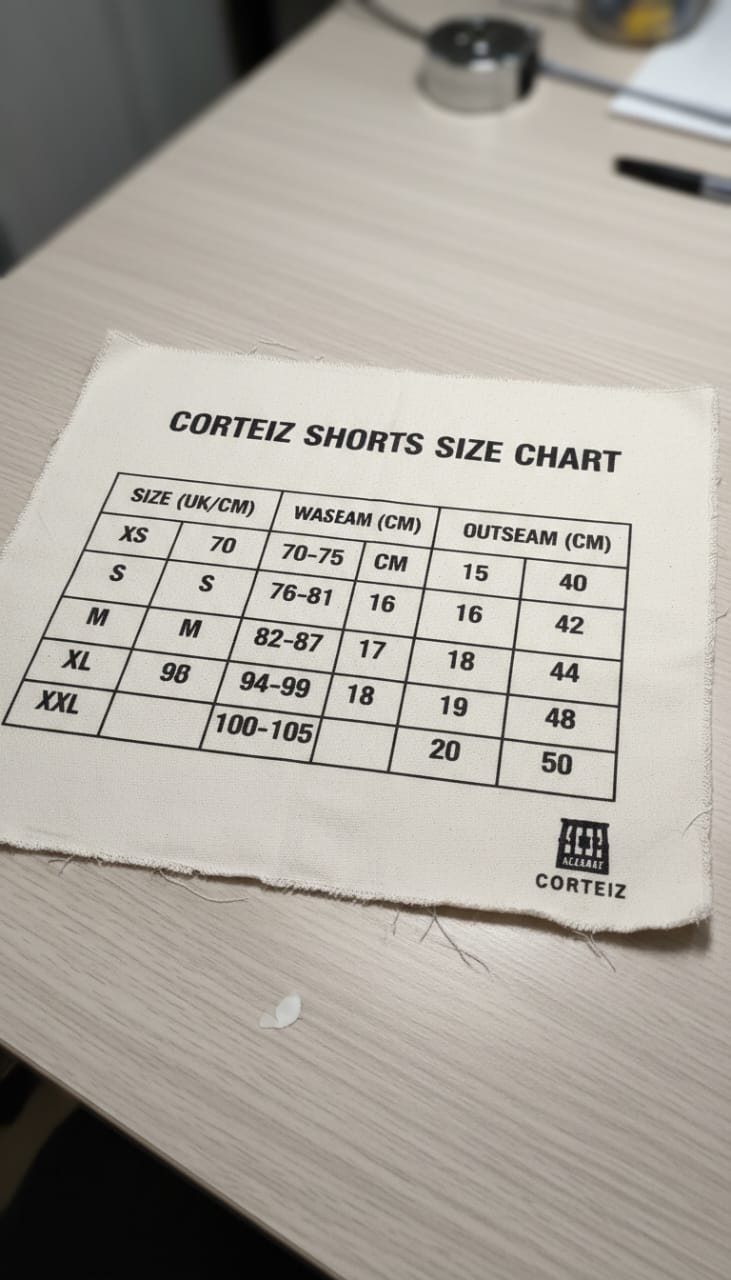 CORTEIZ SHORTS SIZE CHART
SIZE (UK/CM) WASEAM (CM) OUTSEAM (CM)
XS 70 70-75 CM 15 40
S S 76-81 16 16 42
M M 82-87 17 18 44
XL 98 94-99 18 19 48
XXL 100-105 20 50
CORTEIZ